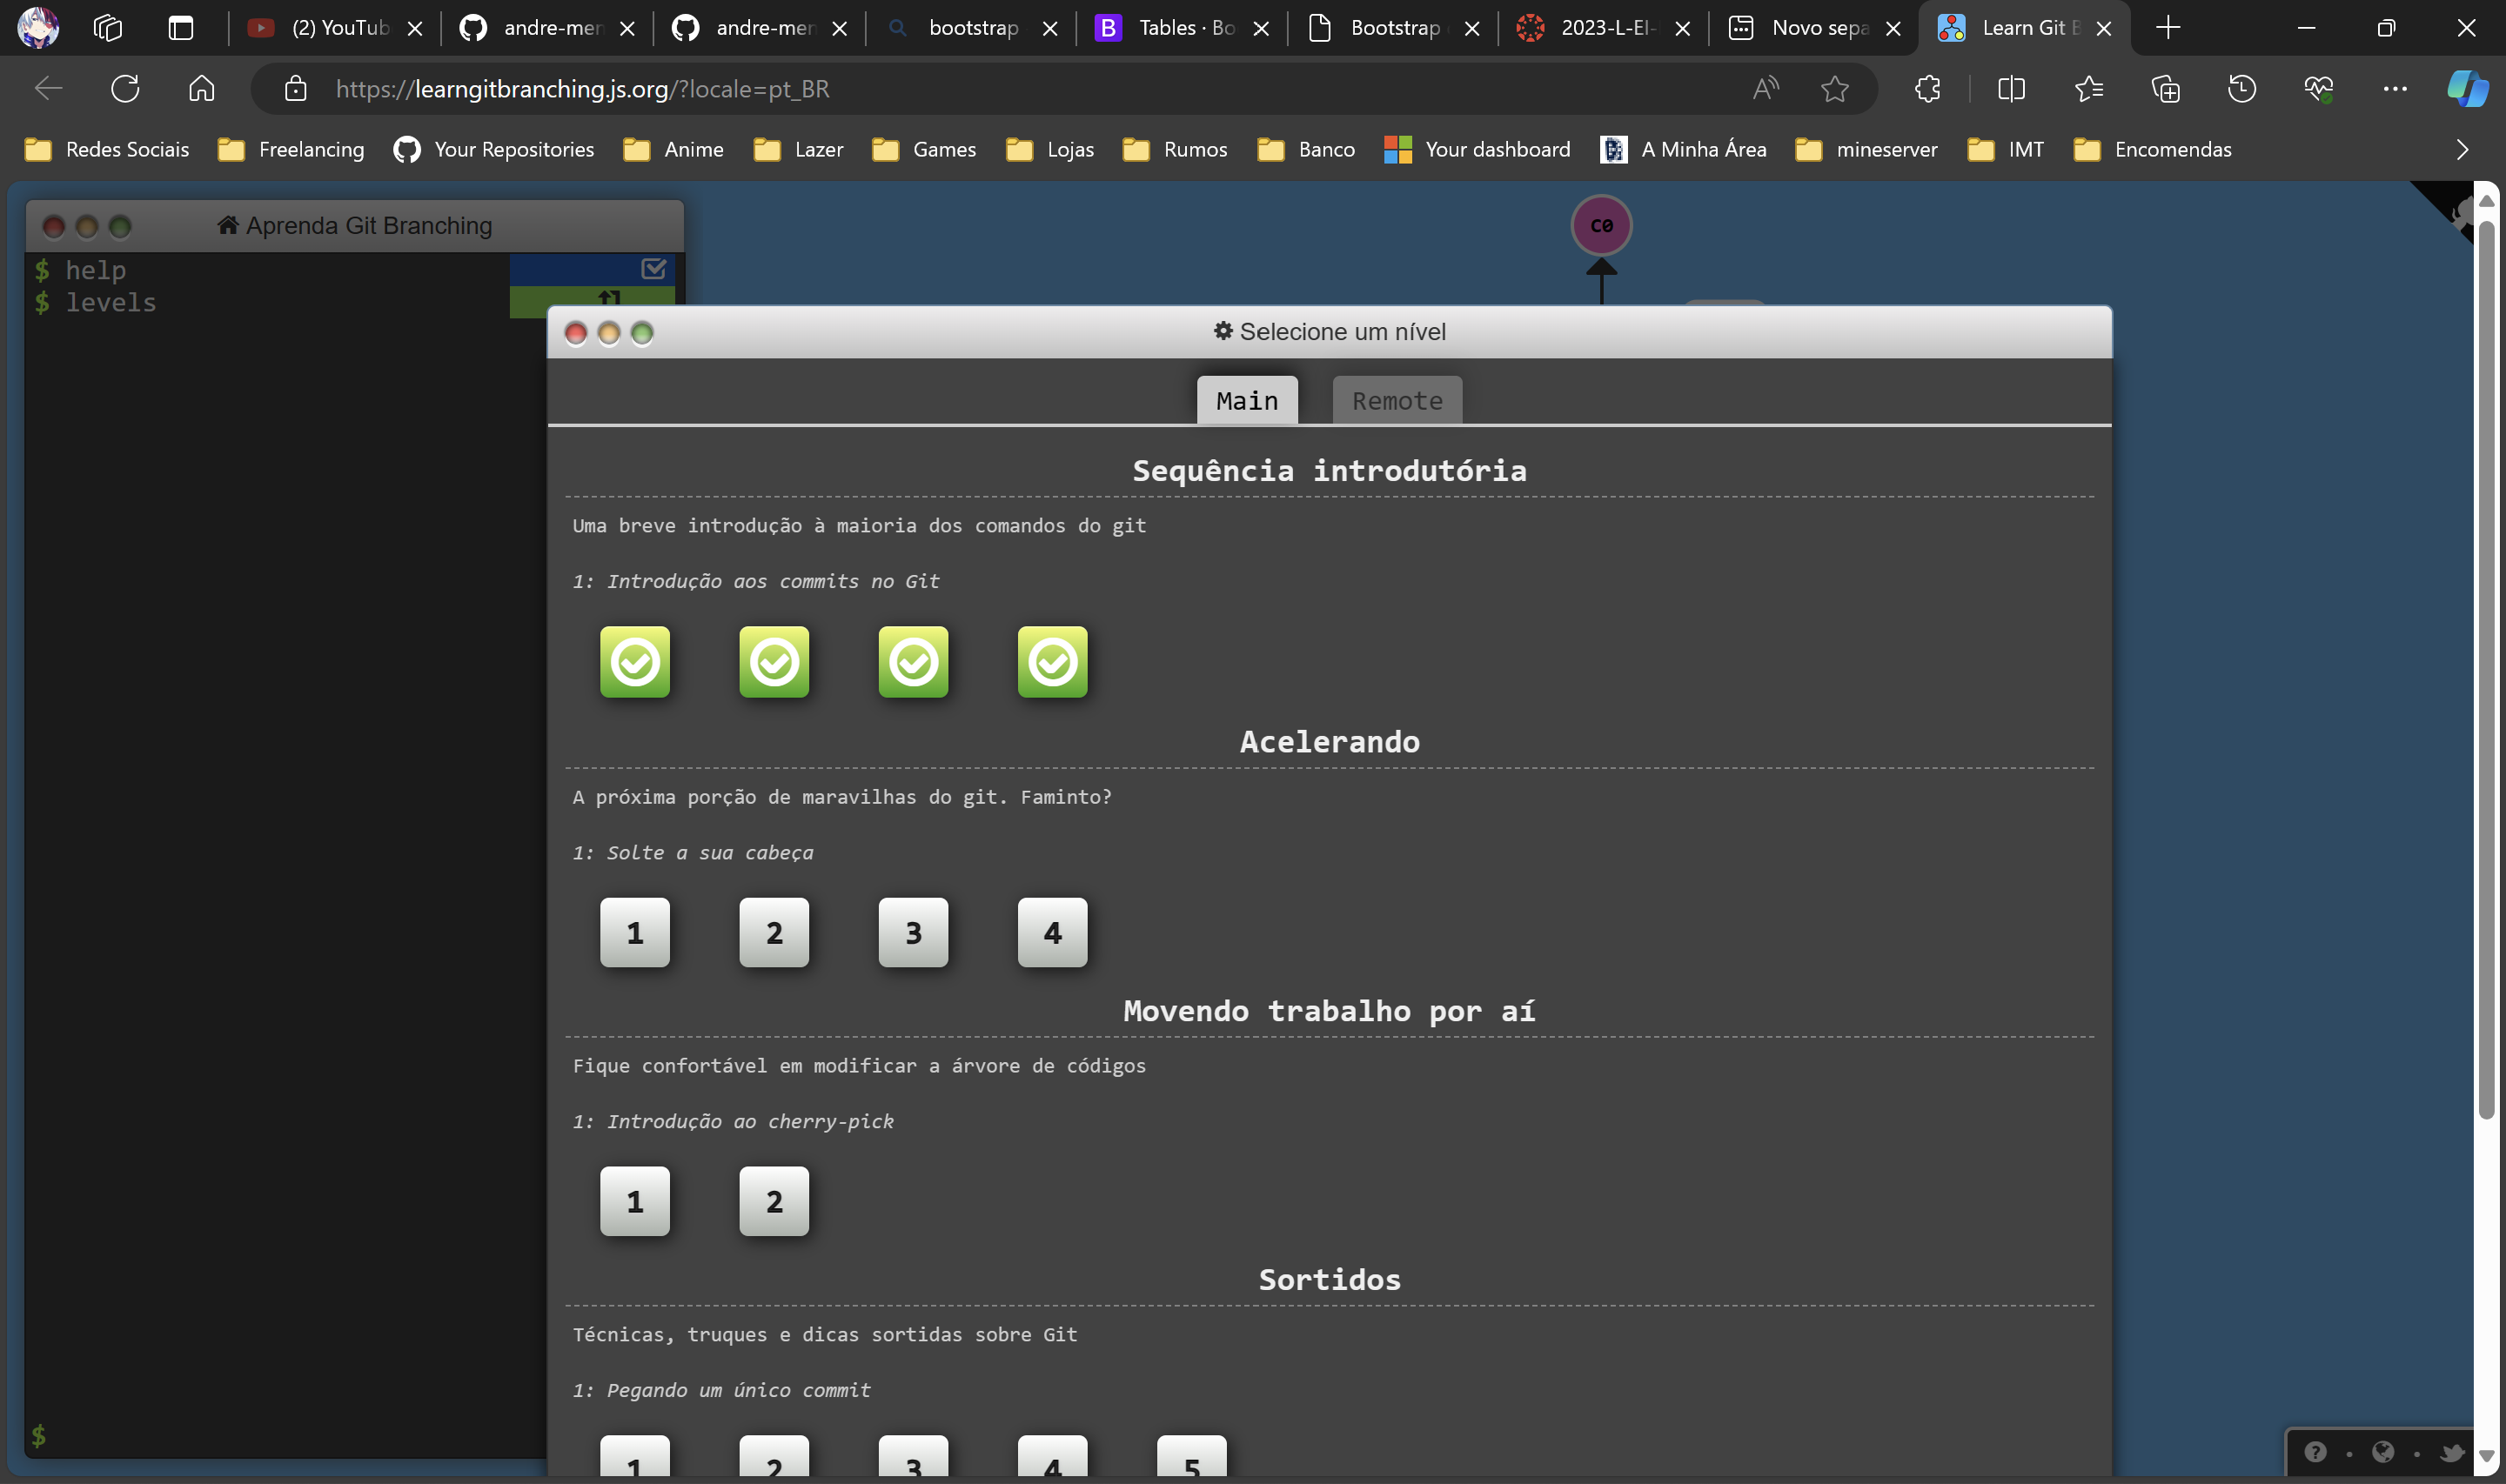 (2) YouTub
andre-men
andre-men
bootstrap
B
Tables · Bo
Bootstrap
2023-L-EI-
Novo sepa
Learn Git B
https://learngitbranching.js.org/?locale=pt_BR
Redes Sociais
Freelancing
Your Repositories
Anime
Lazer
Games
Lojas
Rumos
Banco
Your dashboard
A Minha Área
mineserver
IMT
Encomendas
Aprenda Git Branching
$ help
$ levels
$
C0
Selecione um nível
Main
Remote
Sequência introdutória
Uma breve introdução à maioria dos comandos do git
1: Introdução aos commits no Git
Acelerando
A próxima porção de maravilhas do git. Faminto?
1: Solte a sua cabeça
1 2 3 4
Movendo trabalho por aí
Fique confortável em modificar a árvore de códigos
1: Introdução ao cherry-pick
1 2
Sortidos
Técnicas, truques e dicas sortidas sobre Git
1: Pegando um único commit
1 2 3 4 5